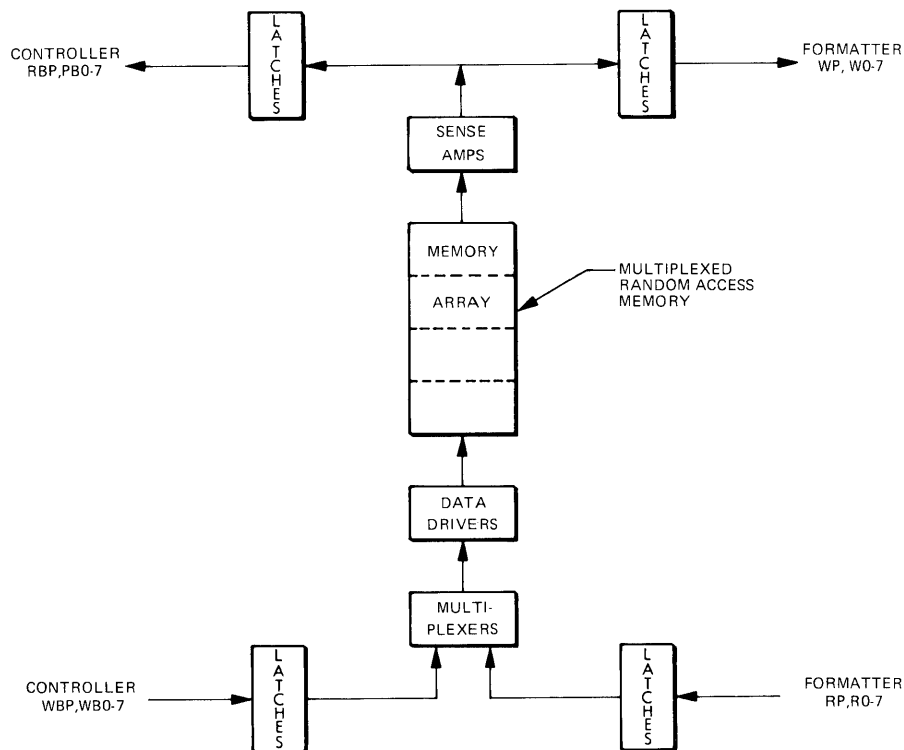 CONTROLLER
RBP,PB0-7
LATCHES
LATCHES
FORMATTER
WP, W0-7
SENSE
AMPS
MEMORY
ARRAY
MULTIPLEXED
RANDOM ACCESS
MEMORY
DATA
DRIVERS
MULTI-
PLEXERS
CONTROLLER
WBP,WB0-7
LATCHES
LATCHES
FORMATTER
RP,R0-7